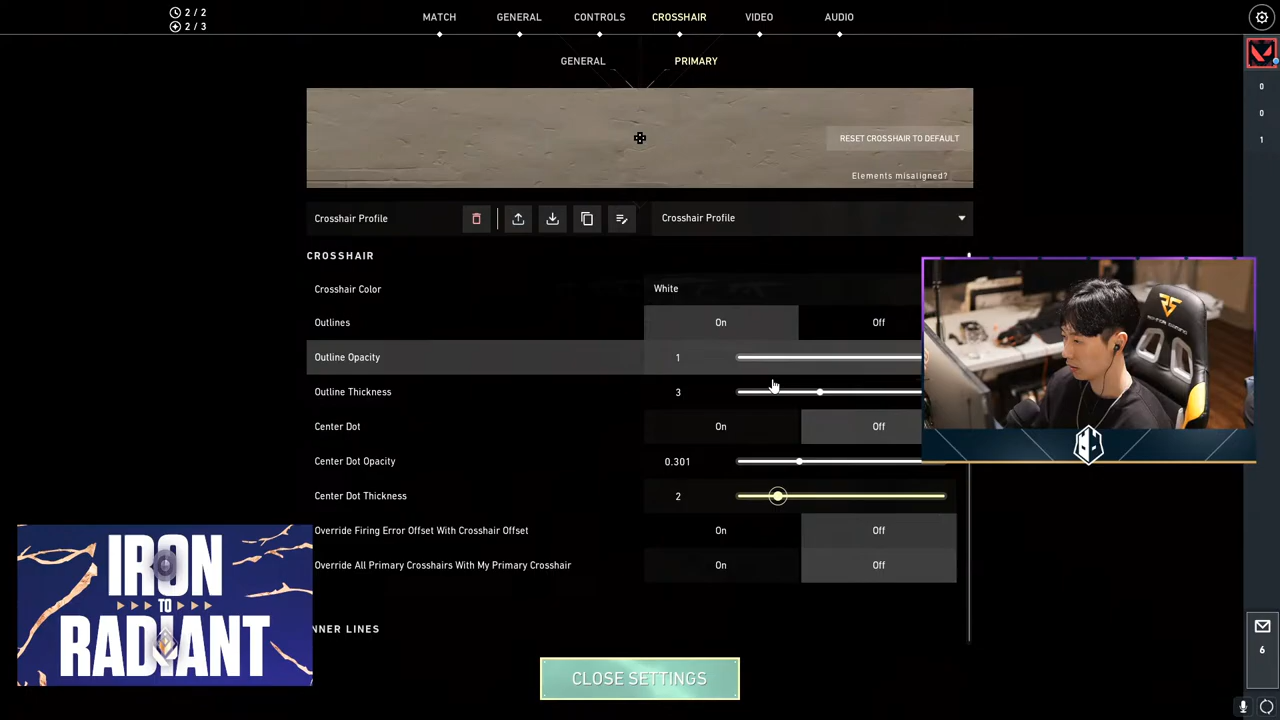 2 / 2
2 / 3
MATCH
GENERAL
CONTROLS
CROSSHAIR
VIDEO
AUDIO
GENERAL
PRIMARY
RESET CROSSHAIR TO DEFAULT
Elements misaligned?
Crosshair Profile
Crosshair Profile
CROSSHAIR
Crosshair Color
White
Outlines
On
Off
Outline Opacity
1
Outline Thickness
3
Center Dot
On
Off
Center Dot Opacity
0.301
Center Dot Thickness
2
Override Firing Error Offset With Crosshair Offset
On
Off
Override All Primary Crosshairs With My Primary Crosshair
On
Off
NNER LINES
CLOSE SETTINGS
IRON
TO
RADIANT
0
0
1
6